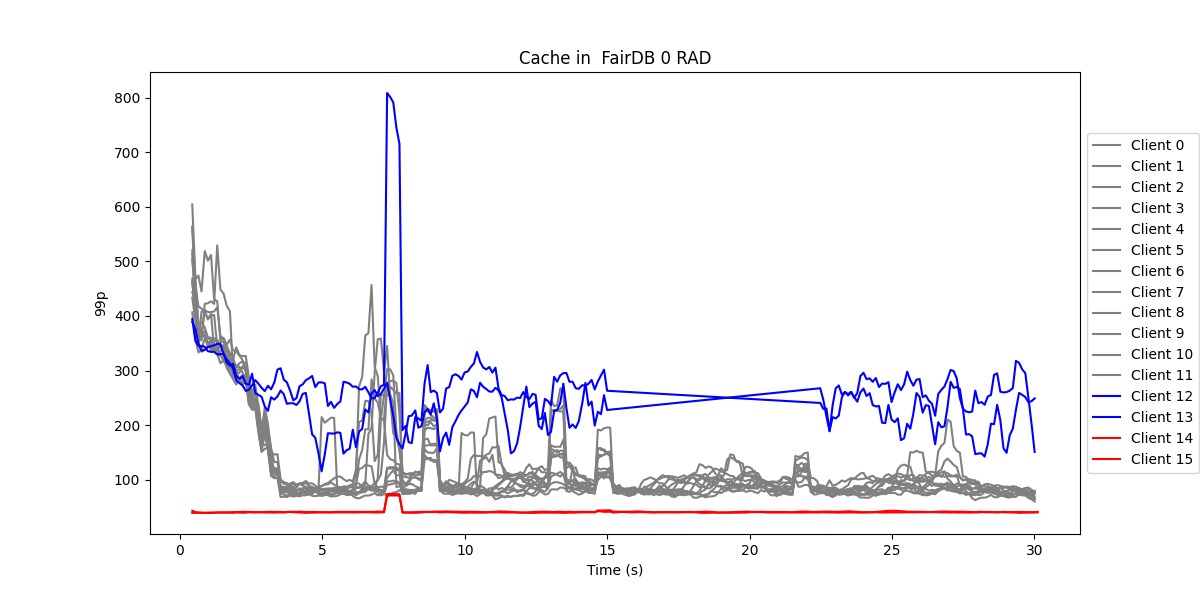 Cache in  FairDB 0 RAD
99p
800
700
600
500
400
300
200
100
0
5
10
15
20
25
30
Time (s)
Client 0
Client 1
Client 2
Client 3
Client 4
Client 5
Client 6
Client 7
Client 8
Client 9
Client 10
Client 11
Client 12
Client 13
Client 14
Client 15